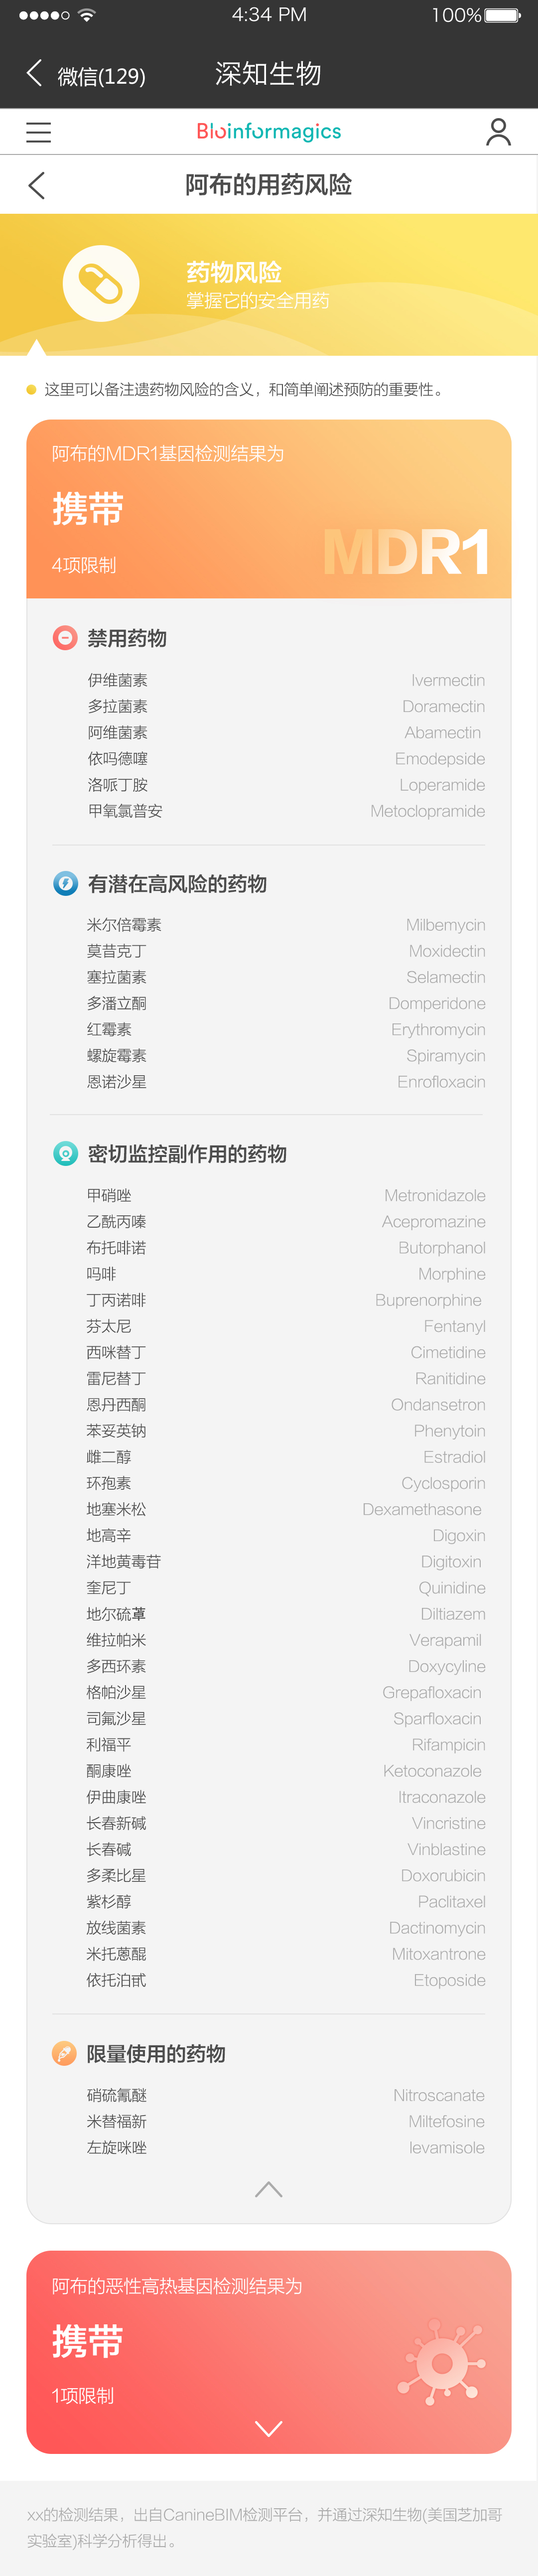 4:34 PM
100%
微信(129)
深知生物
Bioinformagics
阿布的用药风险
药物风险
掌握它的安全用药
这里可以备注遗药物风险的含义，和简单阐述预防的重要性。
阿布的MDR1基因检测结果为
携带
4项限制
MDR1
禁用药物
伊维菌素 Ivermectin
多拉菌素 Doramectin
阿维菌素 Abamectin
依吗德噻 Emodepside
洛哌丁胺 Loperamide
甲氧氯普安 Metoclopramide
有潜在高风险的药物
米尔倍霉素 Milbemycin
莫昔克丁 Moxidectin
塞拉菌素 Selamectin
多潘立酮 Domperidone
红霉素 Erythromycin
螺旋霉素 Spiramycin
恩诺沙星 Enrofloxacin
密切监控副作用的药物
甲硝唑 Metronidazole
乙酰丙嗪 Acepromazine
布托啡诺 Butorphanol
吗啡 Morphine
丁丙诺啡 Buprenorphine
芬太尼 Fentanyl
西咪替丁 Cimetidine
雷尼替丁 Ranitidine
恩丹西酮 Ondansetron
苯妥英钠 Phenytoin
雌二醇 Estradiol
环孢素 Cyclosporin
地塞米松 Dexamethasone
地高辛 Digoxin
洋地黄毒苷 Digitoxin
奎尼丁 Quinidine
地尔硫䓬 Diltiazem
维拉帕米 Verapamil
多西环素 Doxycyline
格帕沙星 Grepafloxacin
司氟沙星 Sparfloxacin
利福平 Rifampicin
酮康唑 Ketoconazole
伊曲康唑 Itraconazole
长春新碱 Vincristine
长春碱 Vinblastine
多柔比星 Doxorubicin
紫杉醇 Paclitaxel
放线菌素 Dactinomycin
米托蒽醌 Mitoxantrone
依托泊甙 Etoposide
限量使用的药物
硝硫氰醚 Nitroscanate
米替福新 Miltefosine
左旋咪唑 levamisole
阿布的恶性高热基因检测结果为
携带
1项限制
xx的检测结果，出自CanineBIM检测平台，并通过深知生物(美国芝加哥
实验室)科学分析得出。